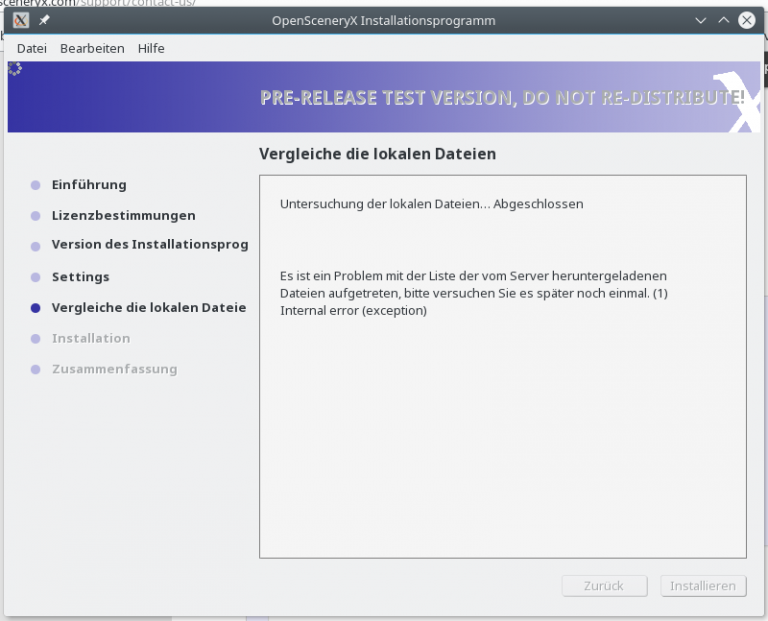 sceneryx.com/support/contact-us/
OpenSceneryX Installationsprogramm
Datei Bearbeiten Hilfe
PRE-RELEASE TEST VERSION, DO NOT RE-DISTRIBUTE!
Vergleiche die lokalen Dateien
Einführung
Lizenzbestimmungen
Version des Installationsprog
Settings
Vergleiche die lokalen Dateie
Installation
Zusammenfassung
Untersuchung der lokalen Dateien... Abgeschlossen
Es ist ein Problem mit der Liste der vom Server heruntergeladenen
Dateien aufgetreten, bitte versuchen Sie es später noch einmal. (1)
Internal error (exception)
Zurück Installieren